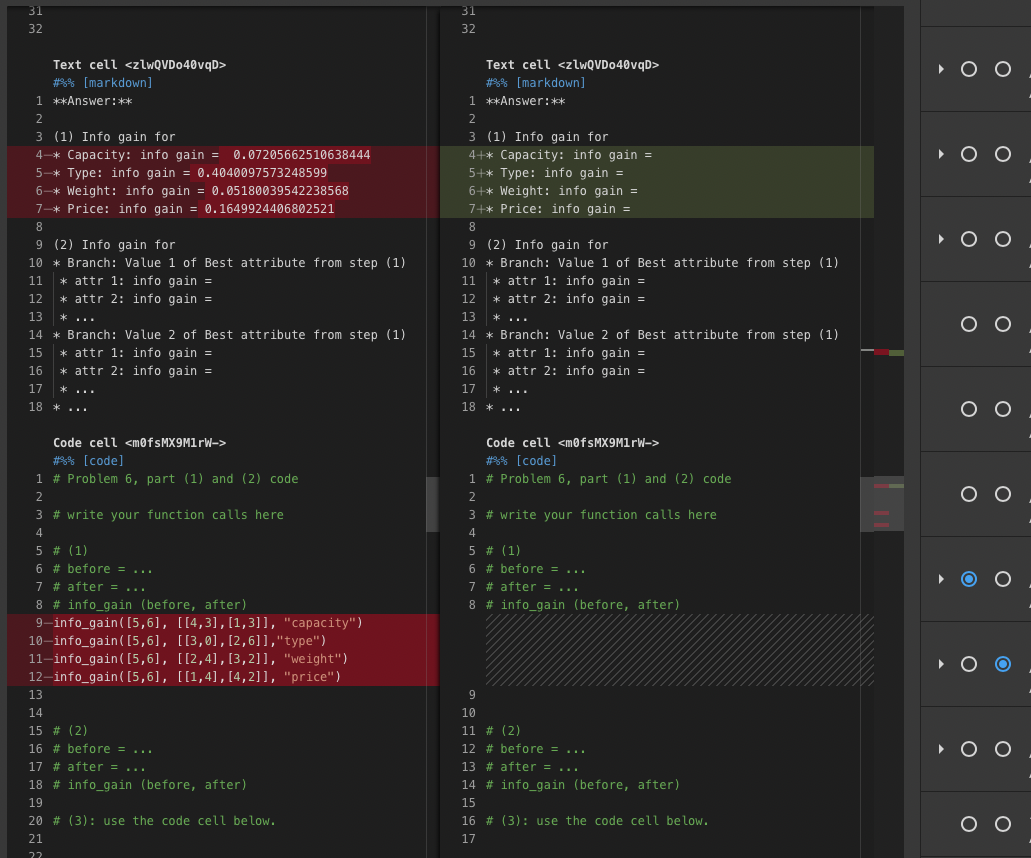 31
32
Text cell <zlwQVDo40vqD>
#%% [markdown]
1 **Answer:**
2
3 (1) Info gain for
4—* Capacity: info gain =  0.07205662510638444
5—* Type: info gain = 0.4040097573248599
6—* Weight: info gain = 0.05180039542238568
7—* Price: info gain = 0.1649924406802521
8
9 (2) Info gain for
10 * Branch: Value 1 of Best attribute from step (1)
11  * attr 1: info gain =
12  * attr 2: info gain =
13  * ...
14 * Branch: Value 2 of Best attribute from step (1)
15  * attr 1: info gain =
16  * attr 2: info gain =
17  * ...
18 * ...
Code cell <m0fsMX9M1rW->
#%% [code]
1 # Problem 6, part (1) and (2) code
2
3 # write your function calls here
4
5 # (1)
6 # before = ...
7 # after = ...
8 # info_gain (before, after)
9—info_gain([5,6], [[4,3],[1,3]], "capacity")
10—info_gain([5,6], [[3,0],[2,6]],"type")
11—info_gain([5,6], [[2,4],[3,2]], "weight")
12—info_gain([5,6], [[1,4],[4,2]], "price")
13
14
15 # (2)
16 # before = ...
17 # after = ...
18 # info_gain (before, after)
19
20 # (3): use the code cell below.
21
22
31
32
Text cell <zlwQVDo40vqD>
#%% [markdown]
1 **Answer:**
2
3 (1) Info gain for
4+* Capacity: info gain =
5+* Type: info gain =
6+* Weight: info gain =
7+* Price: info gain =
8
9 (2) Info gain for
10 * Branch: Value 1 of Best attribute from step (1)
11  * attr 1: info gain =
12  * attr 2: info gain =
13  * ...
14 * Branch: Value 2 of Best attribute from step (1)
15  * attr 1: info gain =
16  * attr 2: info gain =
17  * ...
18 * ...
Code cell <m0fsMX9M1rW->
#%% [code]
1 # Problem 6, part (1) and (2) code
2
3 # write your function calls here
4
5 # (1)
6 # before = ...
7 # after = ...
8 # info_gain (before, after)
9
10
11 # (2)
12 # before = ...
13 # after = ...
14 # info_gain (before, after)
15
16 # (3): use the code cell below.
17